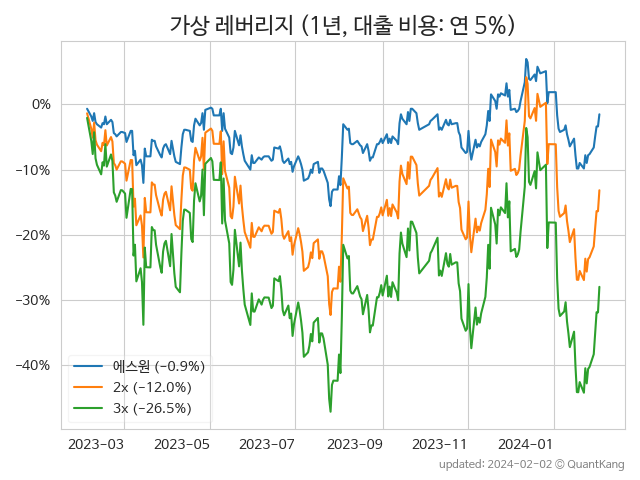 가상 레버리지 (1년, 대출 비용: 연 5%)
0%
−10%
−20%
−30%
−40%
에스원 (−0.9%)
2x (−12.0%)
3x (−26.5%)
2023-03 2023-05 2023-07 2023-09 2023-11 2024-01
updated: 2024-02-02 © QuantKang